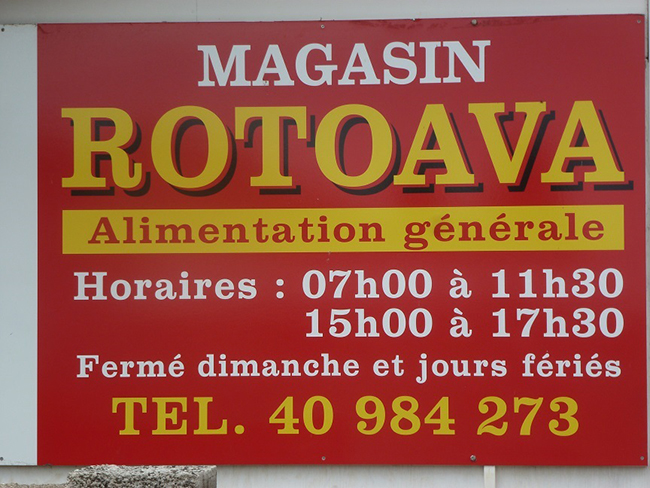 MAGASIN
ROTOAVA
Alimentation générale
Horaires : 07h00 à 11h30
15h00 à 17h30
Fermé dimanche et jours fériés
TEL. 40 984 273